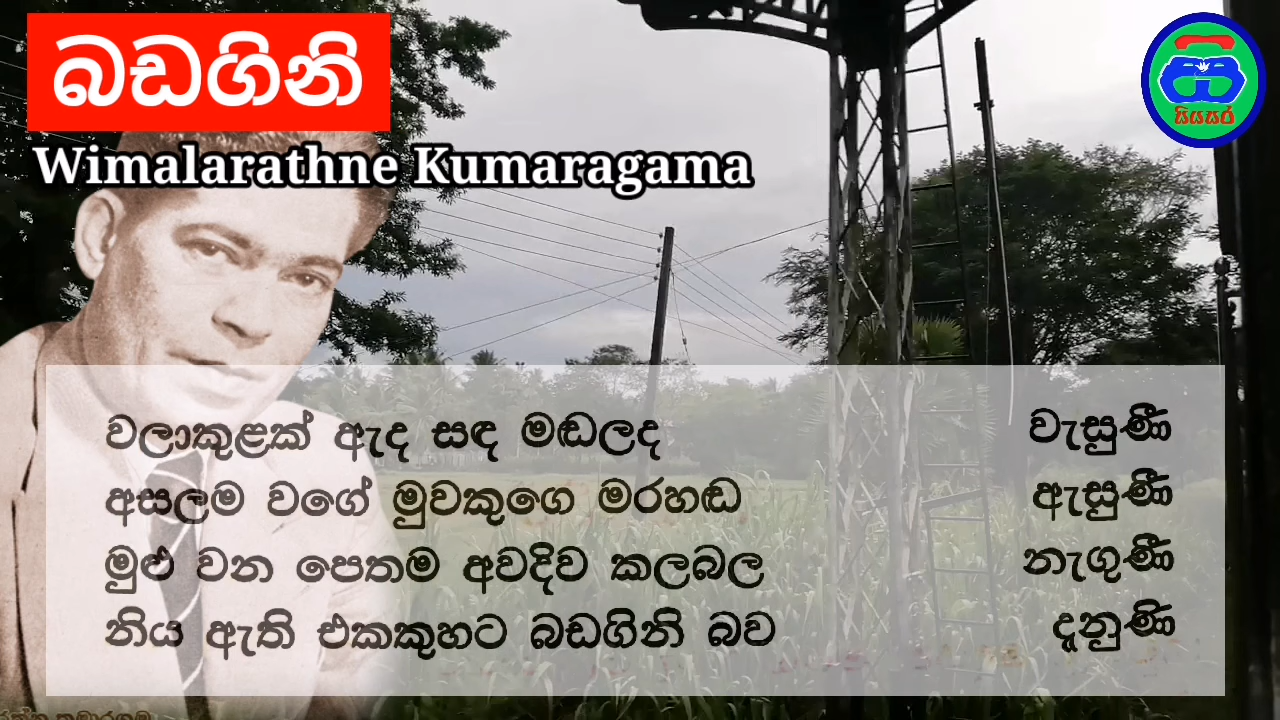 බඩගිනි
Wimalarathne Kumaragama
සියසර
වලාකුළක් ඇද සඳ මඬලද වැසුණී
අසලම වගේ මුවකුගෙ මරහඬ ඇසුණී
මුළු වන පෙතම අවදිව කලබල නැගුණී
නිය ඇති එකකුහට බඩගිනි බව දැනුණි